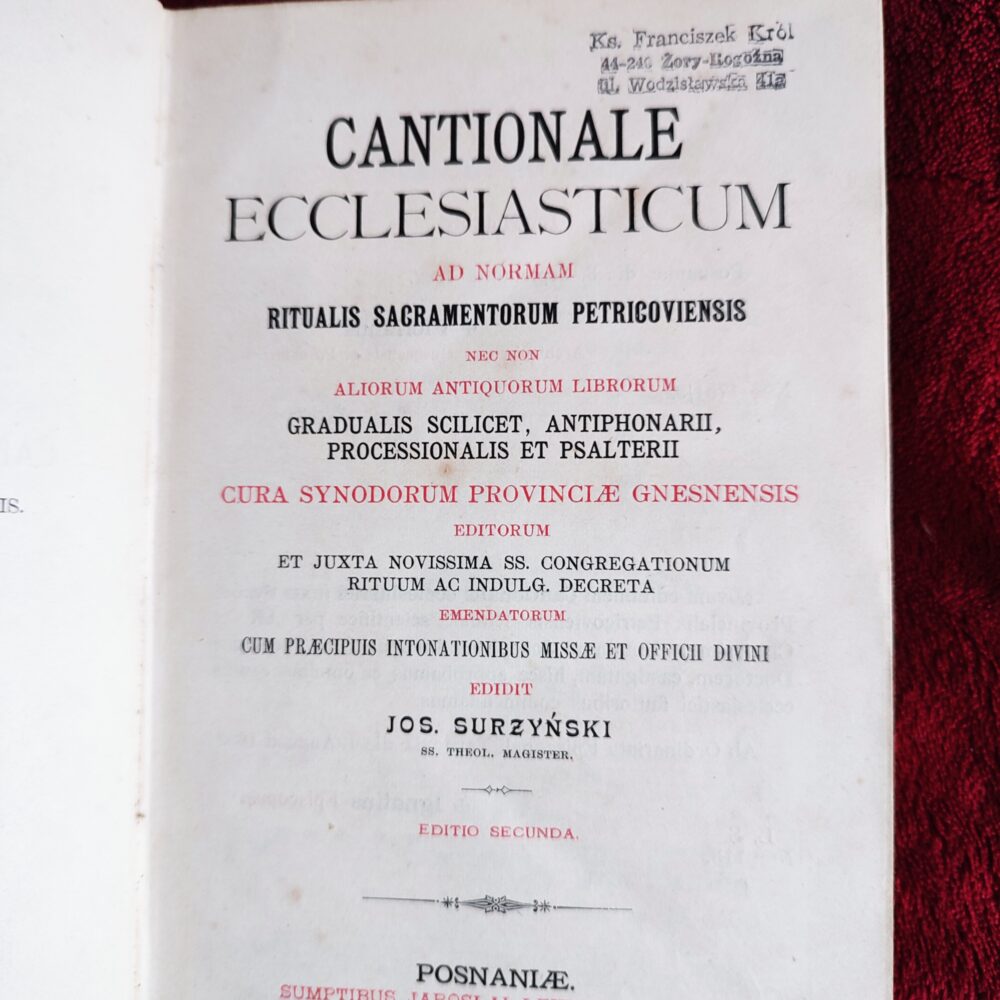 Ks. Franciszek Król
44-240 Żory-Rogoźna
ul. Wodzisławska
CANTIONALE
ECCLESIASTICUM
AD NORMAM
RITUALIS SACRAMENTORUM PETRICOVIENSIS
NEC NON
ALIORUM ANTIQUORUM LIBRORUM
GRADUALIS SCILICET, ANTIPHONARII,
PROCESSIONALIS ET PSALTERII
CURA SYNODORUM PROVINCIÆ GNESNENSIS
EDITORUM
ET JUXTA NOVISSIMA SS. CONGREGATIONUM
RITUUM AC INDULG. DECRETA
EMENDATORUM
CUM PRÆCIPUIS INTONATIONIBUS MISSÆ ET OFFICII DIVINI
EDIDIT
JOS. SURZYŃSKI
SS. THEOL. MAGISTER.
EDITIO SECUNDA.
POSNANIÆ.
SUMPTIBUS JAROSLAI
IS.